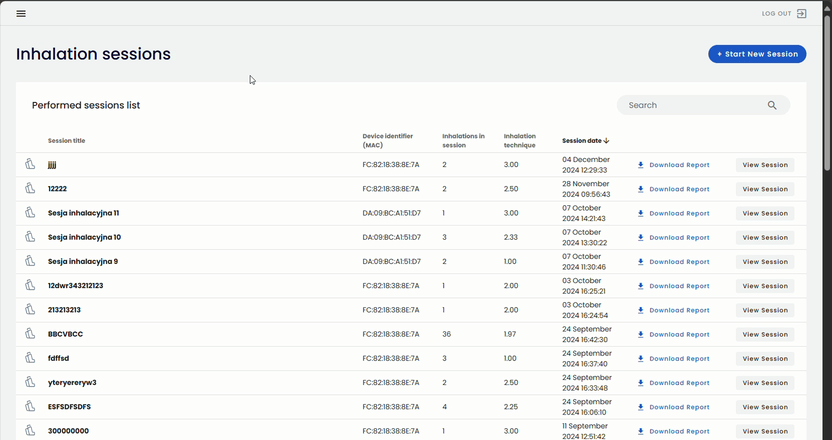 LOG OUT
Inhalation sessions
+ Start New Session
Performed sessions list
Search
Session title
Device identifier (MAC)
Inhalations in session
Inhalation technique
Session date
jjjj FC:82:18:38:8E:7A 2 3.00 04 December 2024 12:29:33 Download Report View Session
12222 FC:82:18:38:8E:7A 2 2.50 28 November 2024 09:56:43 Download Report View Session
Sesja inhalacyjna 11 DA:09:BC:A1:51:D7 1 3.00 07 October 2024 14:21:43 Download Report View Session
Sesja inhalacyjna 10 DA:09:BC:A1:51:D7 3 2.33 07 October 2024 13:30:22 Download Report View Session
Sesja inhalacyjna 9 DA:09:BC:A1:51:D7 2 1.00 07 October 2024 11:30:46 Download Report View Session
12dwr343212123 FC:82:18:38:8E:7A 1 2.00 03 October 2024 16:25:21 Download Report View Session
213213213 FC:82:18:38:8E:7A 1 2.00 03 October 2024 16:24:54 Download Report View Session
BBCVBCC FC:82:18:38:8E:7A 36 1.97 24 September 2024 16:42:30 Download Report View Session
fdffsd FC:82:18:38:8E:7A 3 1.00 24 September 2024 16:37:40 Download Report View Session
yteryereryw3 FC:82:18:38:8E:7A 2 2.50 24 September 2024 16:33:48 Download Report View Session
ESFSDFSDFS FC:82:18:38:8E:7A 4 2.25 24 September 2024 16:06:10 Download Report View Session
300000000 FC:82:18:38:8E:7A 1 3.00 11 September 2024 12:51:42 Download Report View Session